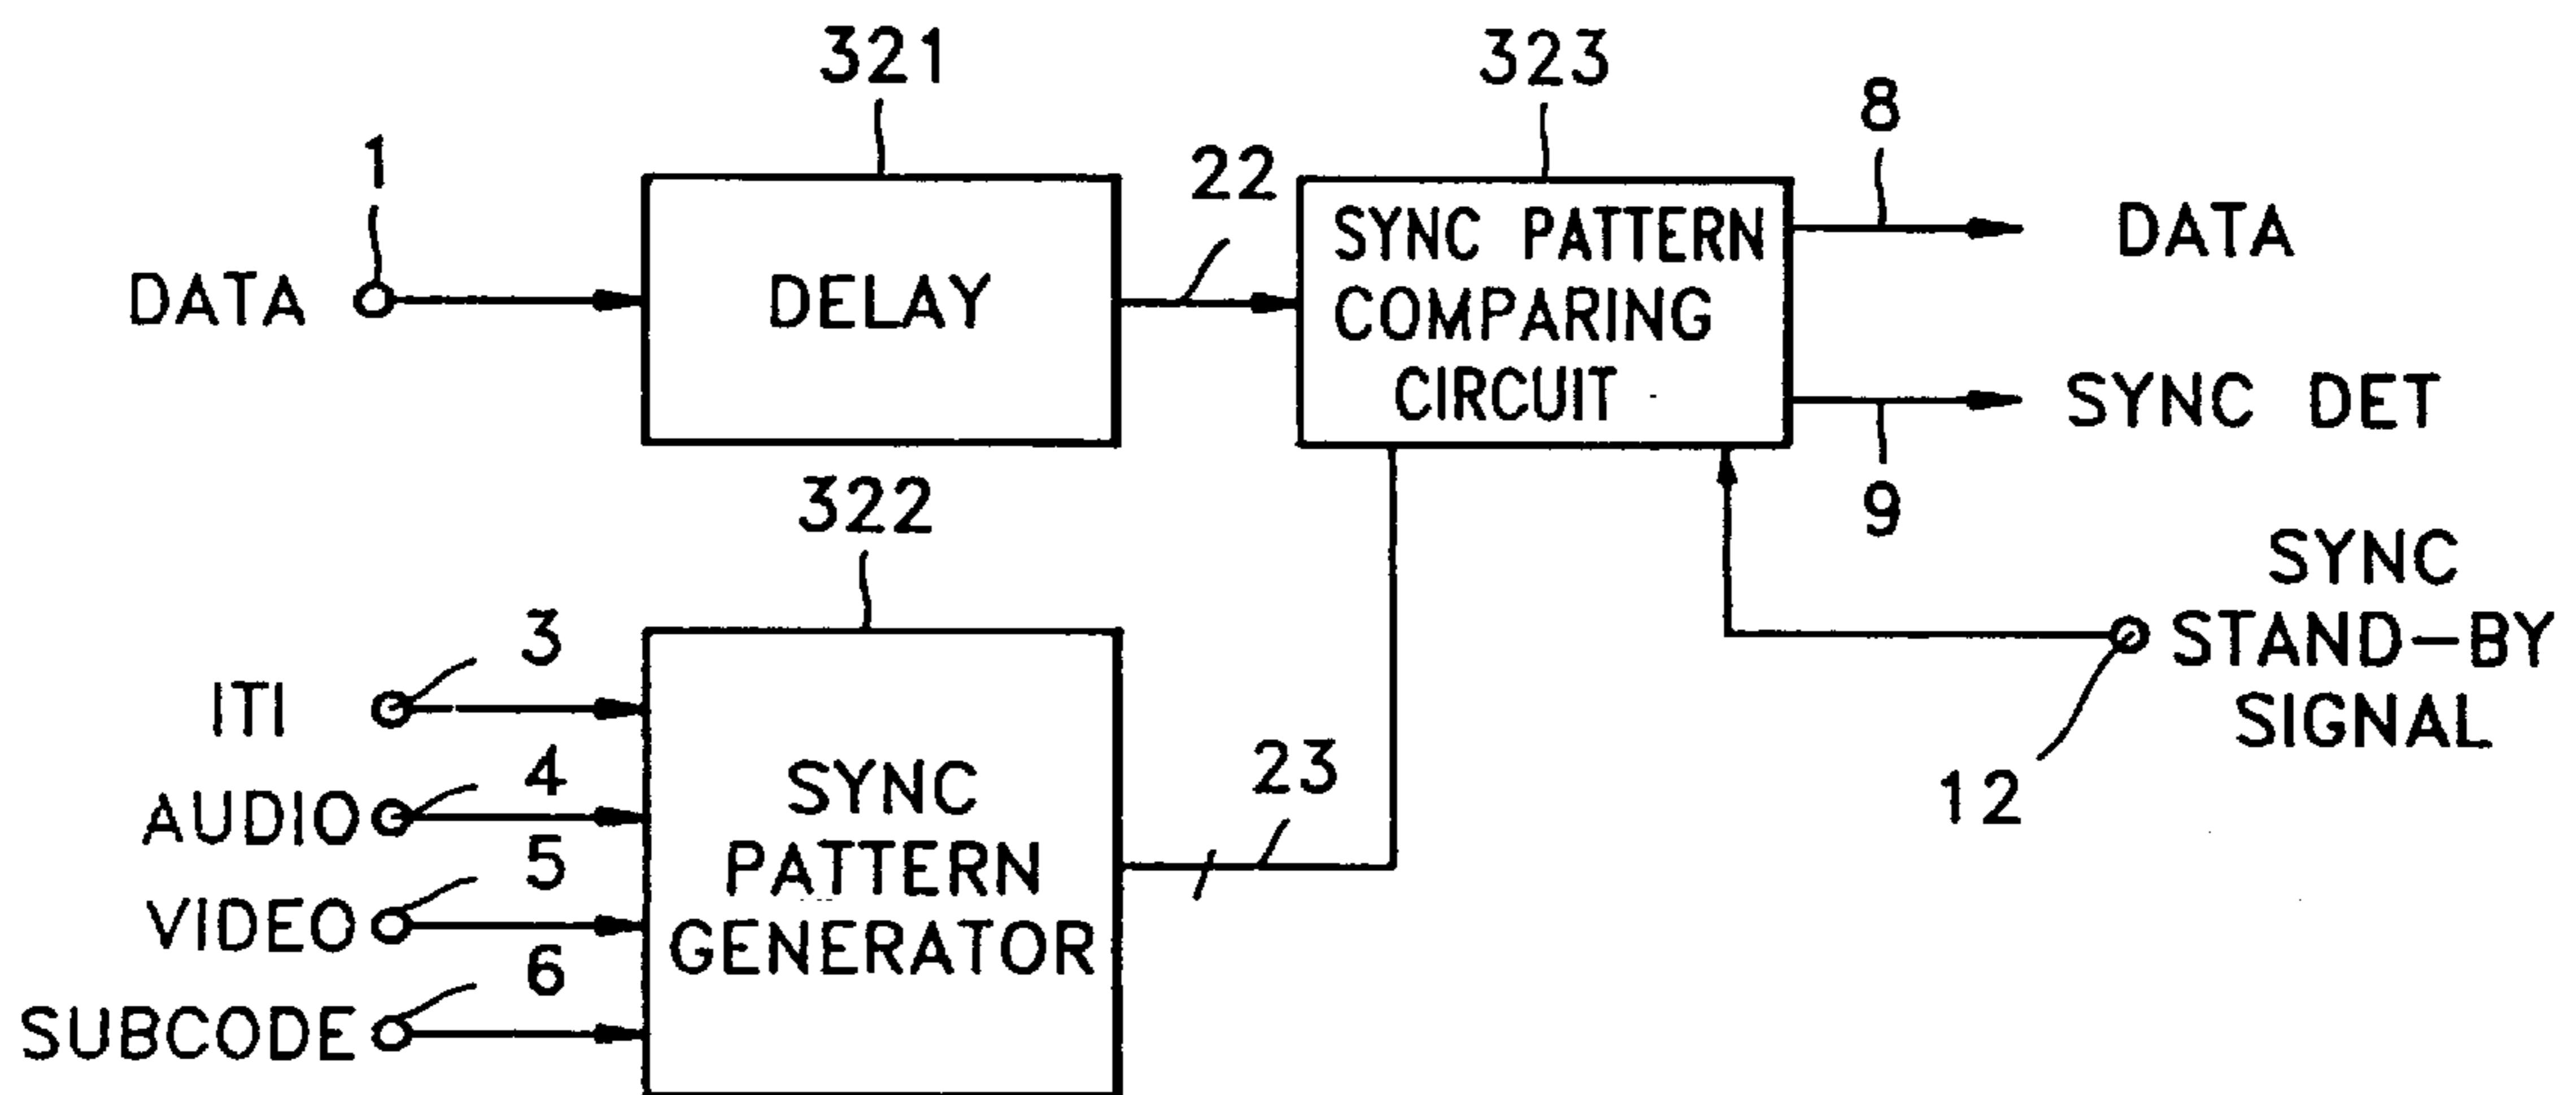 321
323
8
1
22
DATA
DELAY
SYNC PATTERN
COMPARING
CIRCUIT
DATA
SYNC DET
9
322
SYNC
STAND-BY
SIGNAL
12
3
ITI
4
AUDIO
5
VIDEO
6
SUBCODE
SYNC
PATTERN
GENERATOR
23